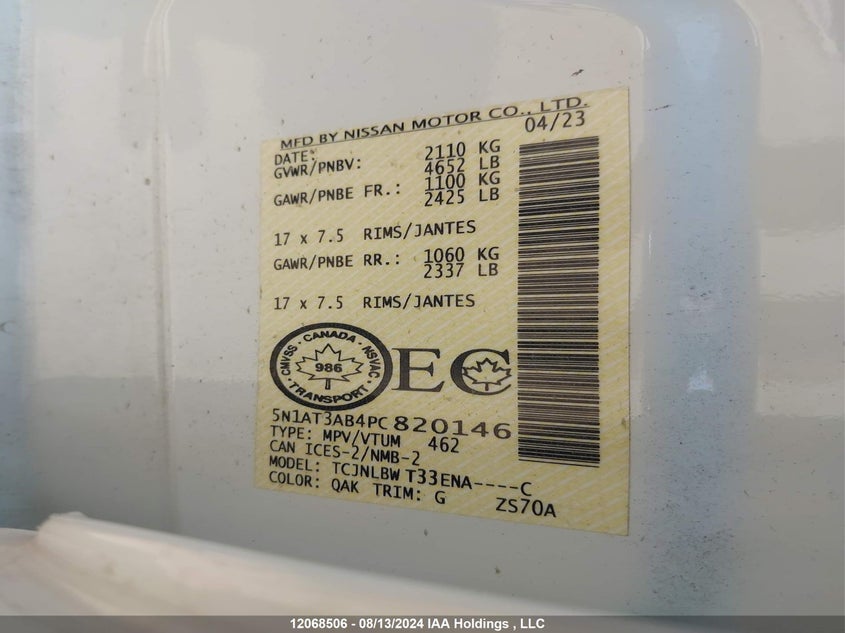 MFD BY NISSAN MOTOR CO., LTD.
DATE: 04/23
GVWR/PNBV: 2110 KG
4652 LB
GAWR/PNBE FR.: 1100 KG
2425 LB
17 x 7.5 RIMS/JANTES
GAWR/PNBE RR.: 1060 KG
2337 LB
17 x 7.5 RIMS/JANTES
CMVSS · CANADA · NSVAC
986
TRANSPORT
EC
5N1AT3AB4PC820146
TYPE: MPV/VTUM 462
CAN ICES-2/NMB-2
MODEL: TCJNLBW T33ENA----C
COLOR: QAK TRIM: G ZS70A
12068506 - 08/13/2024 IAA Holdings , LLC